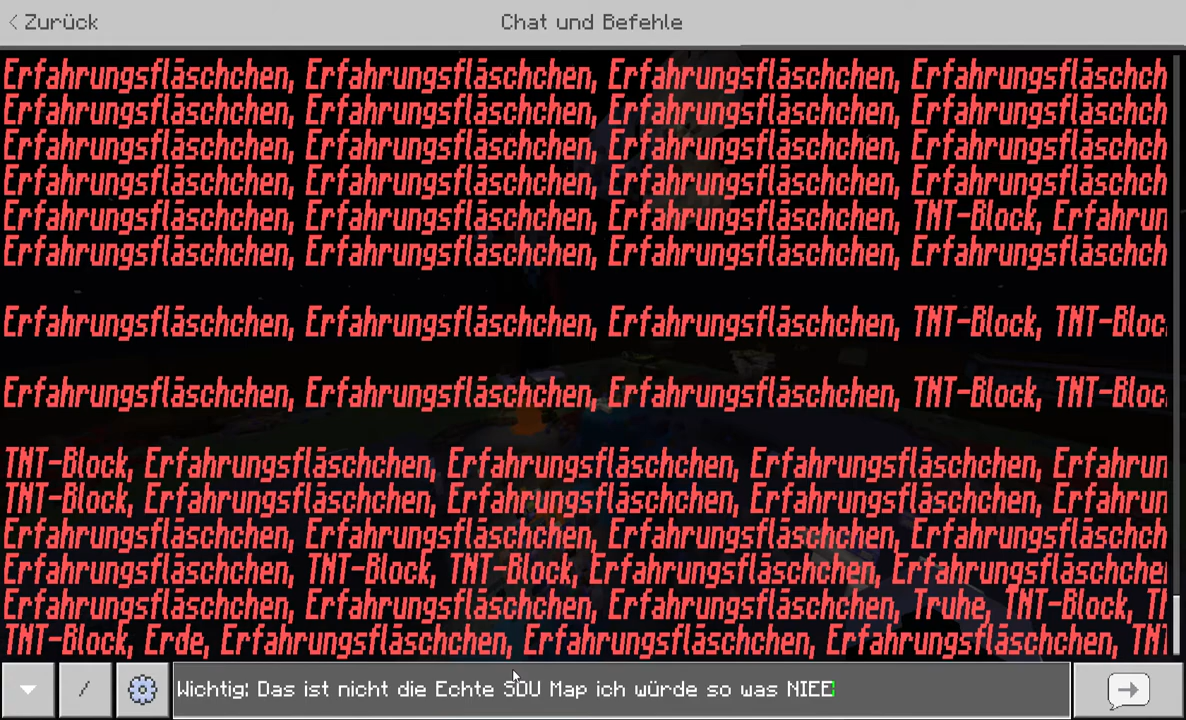 < Zurück
Chat und Befehle
Erfahrungsfläschchen, Erfahrungsfläschchen, Erfahrungsfläschchen, Erfahrungsfläschch
Erfahrungsfläschchen, Erfahrungsfläschchen, Erfahrungsfläschchen, Erfahrungsfläschch
Erfahrungsfläschchen, Erfahrungsfläschchen, Erfahrungsfläschchen, Erfahrungsfläschch
Erfahrungsfläschchen, Erfahrungsfläschchen, Erfahrungsfläschchen, Erfahrungsfläschch
Erfahrungsfläschchen, Erfahrungsfläschchen, Erfahrungsfläschchen, TNT-Block, Erfahrun
Erfahrungsfläschchen, Erfahrungsfläschchen, Erfahrungsfläschchen, Erfahrungsfläschch
Erfahrungsfläschchen, Erfahrungsfläschchen, Erfahrungsfläschchen, TNT-Block, TNT-Bloc
Erfahrungsfläschchen, Erfahrungsfläschchen, Erfahrungsfläschchen, TNT-Block, TNT-Bloc
TNT-Block, Erfahrungsfläschchen, Erfahrungsfläschchen, Erfahrungsfläschchen, Erfahrun
TNT-Block, Erfahrungsfläschchen, Erfahrungsfläschchen, Erfahrungsfläschchen, Erfahrun
Erfahrungsfläschchen, Erfahrungsfläschchen, Erfahrungsfläschchen, Erfahrungsfläschch
Erfahrungsfläschchen, TNT-Block, TNT-Block, Erfahrungsfläschchen, Erfahrungsfläschche
Erfahrungsfläschchen, Erfahrungsfläschchen, Erfahrungsfläschchen, Truhe, TNT-Block, T
TNT-Block, Erde, Erfahrungsfläschchen, Erfahrungsfläschchen, Erfahrungsfläschchen, TN
/
Wichtig: Das ist nicht die Echte SDU Map ich würde so was NIEE